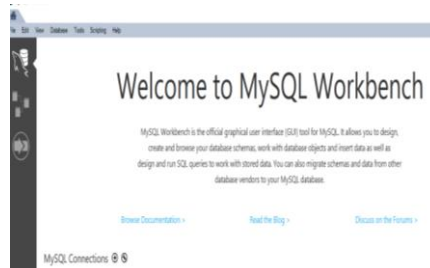 File Edit View Database Tools Scripting Help
Welcome to MySQL Workbench
MySQL Workbench is the official graphical user interface (GUI) tool for MySQL. It allows you to design,
create and browse your database schemas, work with database objects and insert data as well as
design and run SQL queries to work with stored data. You can also migrate schemas and data from other
database vendors to your MySQL database.
Browse Documentation >
Read the Blog >
Discuss on the Forums >
MySQL Connections